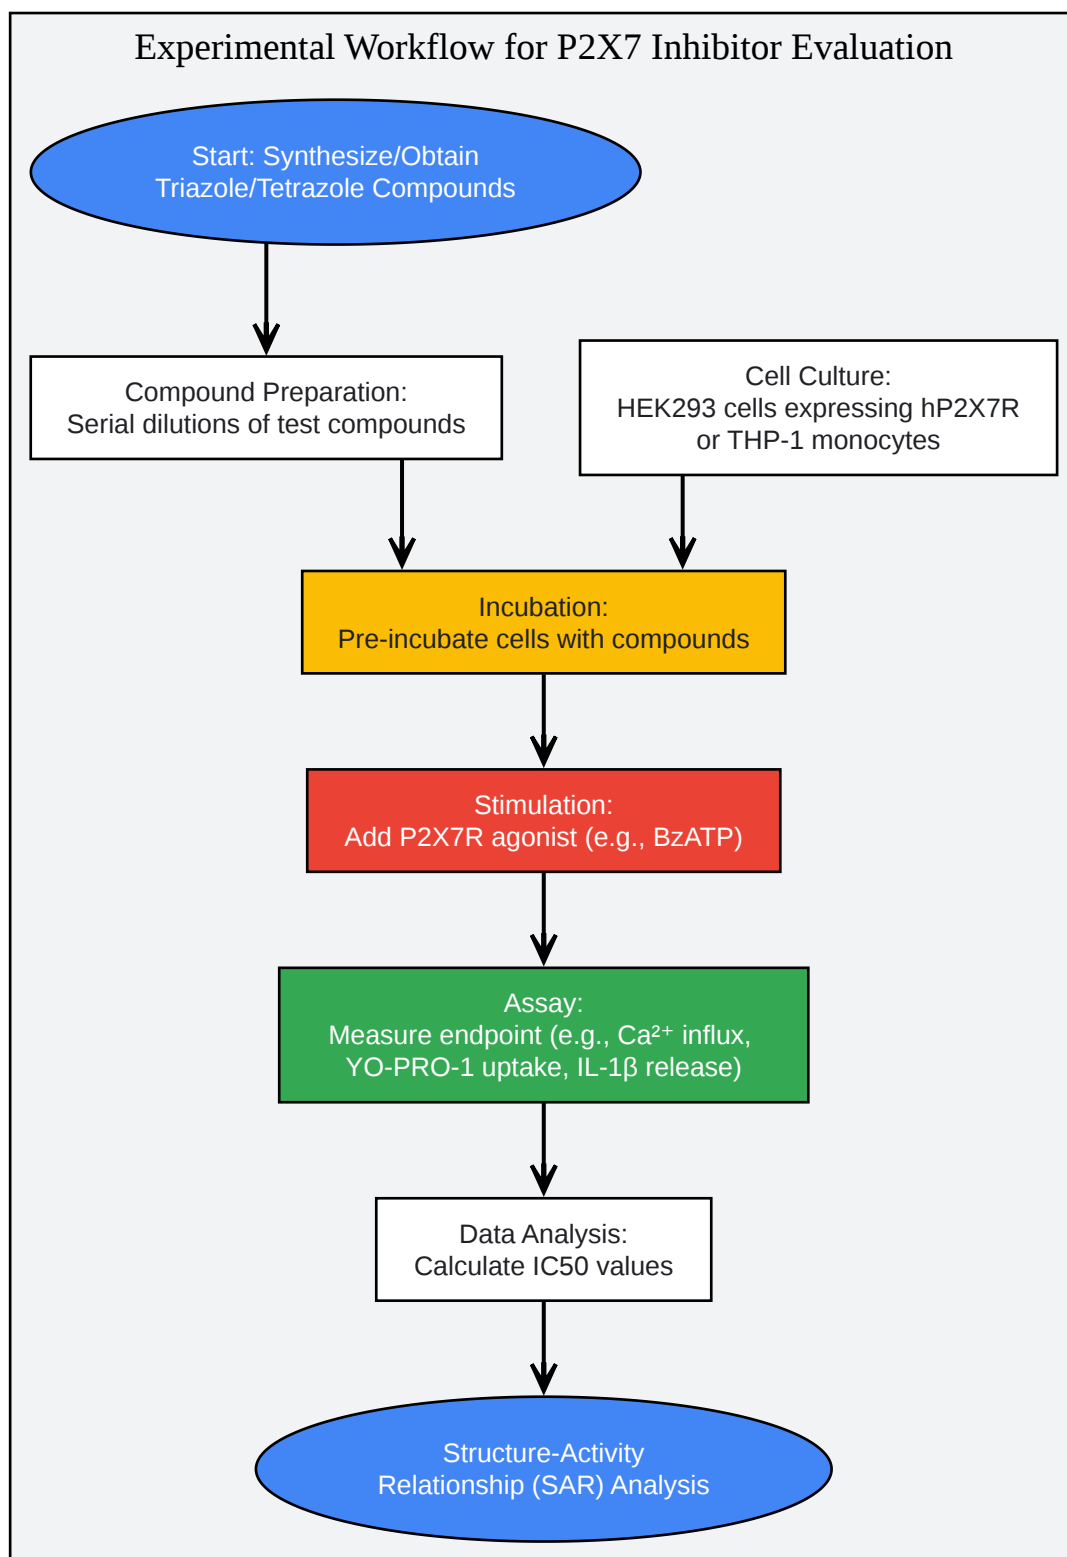 Experimental Workflow for P2X7 Inhibitor Evaluation
Start: Synthesize/Obtain
Triazole/Tetrazole Compounds
Compound Preparation:
Serial dilutions of test compounds
Cell Culture:
HEK293 cells expressing hP2X7R
or THP-1 monocytes
Incubation:
Pre-incubate cells with compounds
Stimulation:
Add P2X7R agonist (e.g., BzATP)
Assay:
Measure endpoint (e.g., Ca²⁺ influx,
YO-PRO-1 uptake, IL-1β release)
Data Analysis:
Calculate IC50 values
Structure-Activity
Relationship (SAR) Analysis